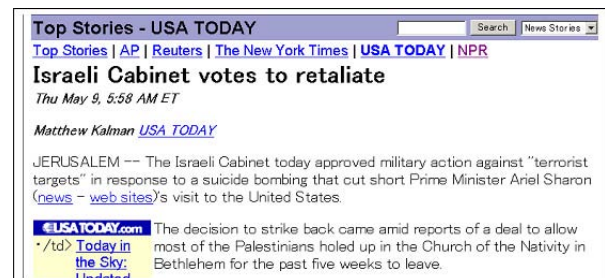 Top Stories - USA TODAY
Search
News Stories
Top Stories | AP | Reuters | The New York Times | USA TODAY | NPR
Israeli Cabinet votes to retaliate
Thu May 9, 5:58 AM ET
Matthew Kalman USA TODAY
JERUSALEM -- The Israeli Cabinet today approved military action against "terrorist
targets" in response to a suicide bombing that cut short Prime Minister Ariel Sharon
(news - web sites)'s visit to the United States.
USATODAY.com
·/td> Today in
the Sky:
Updated
The decision to strike back came amid reports of a deal to allow
most of the Palestinians holed up in the Church of the Nativity in
Bethlehem for the past five weeks to leave.